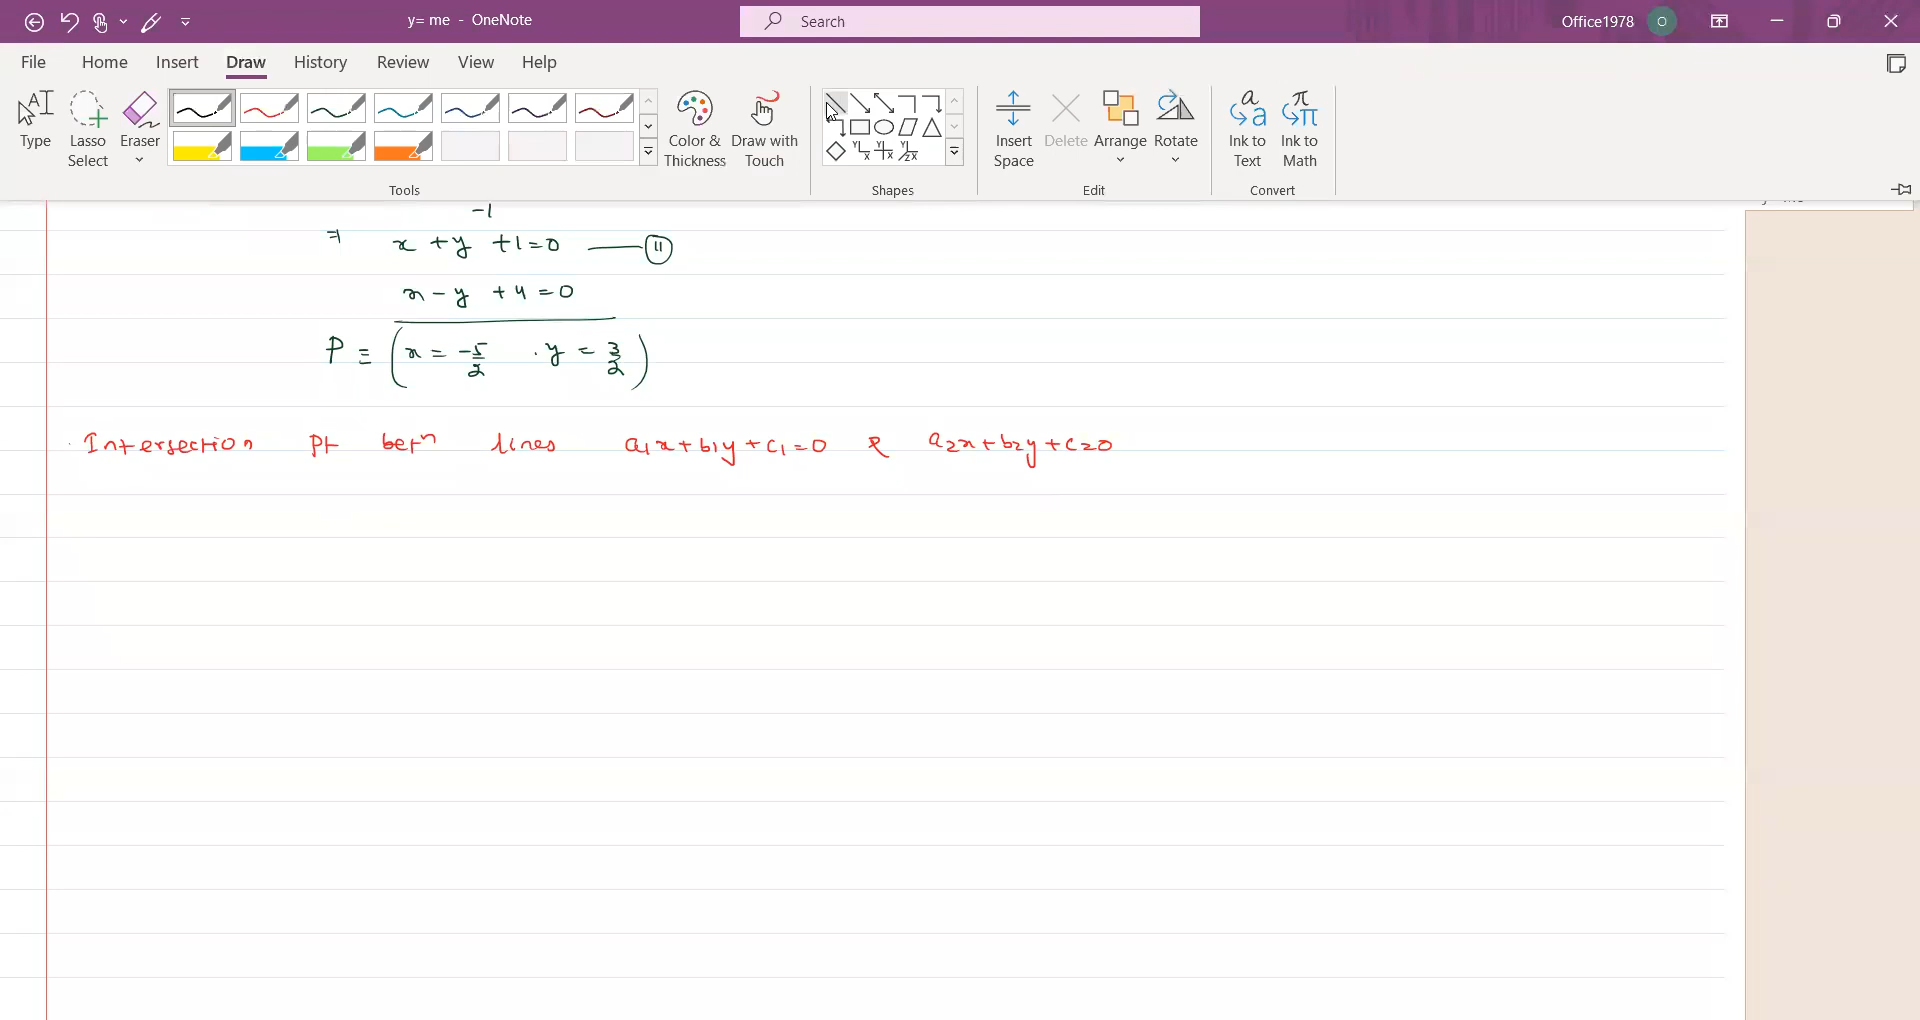 y= me - OneNote
Search
Office1978
O
File Home Insert Draw History Review View Help
Type
Lasso Select
Eraser
Color & Thickness
Draw with Touch
Insert Space
Delete
Arrange
Rotate
Ink to Text
Ink to Math
Tools
Shapes
Edit
Convert
-1
⇒ x + y + 1 = 0 —— (II)
x - y + 4 = 0
P ≡ ( x = -5/2 , y = 3/2 )
Intersection Pt betⁿ lines a1x + b1y + c1 = 0 & a2x + b2y + c2=0